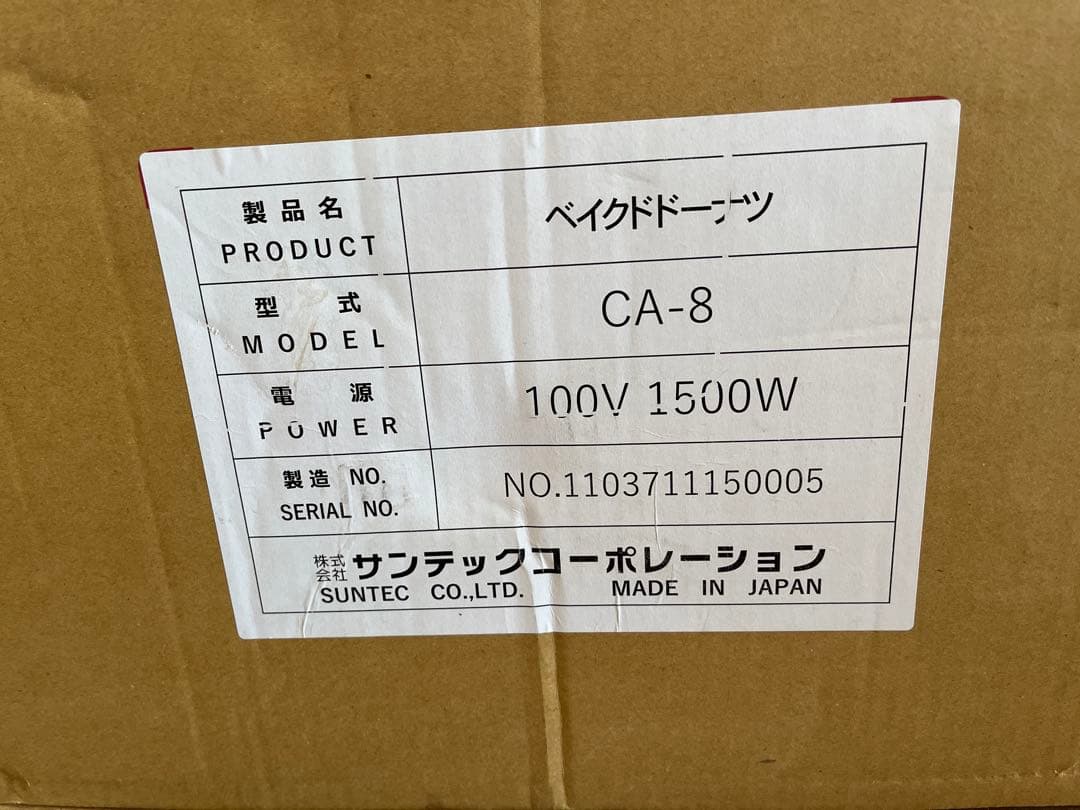 製品名 ベイクドドーナツ
PRODUCT
型式 CA-8
MODEL
電源 100V 1500W
POWER
製造 NO. NO.1103711150005
SERIAL NO.
株式会社 サンテックコーポレーション
SUNTEC CO.,LTD. MADE IN JAPAN